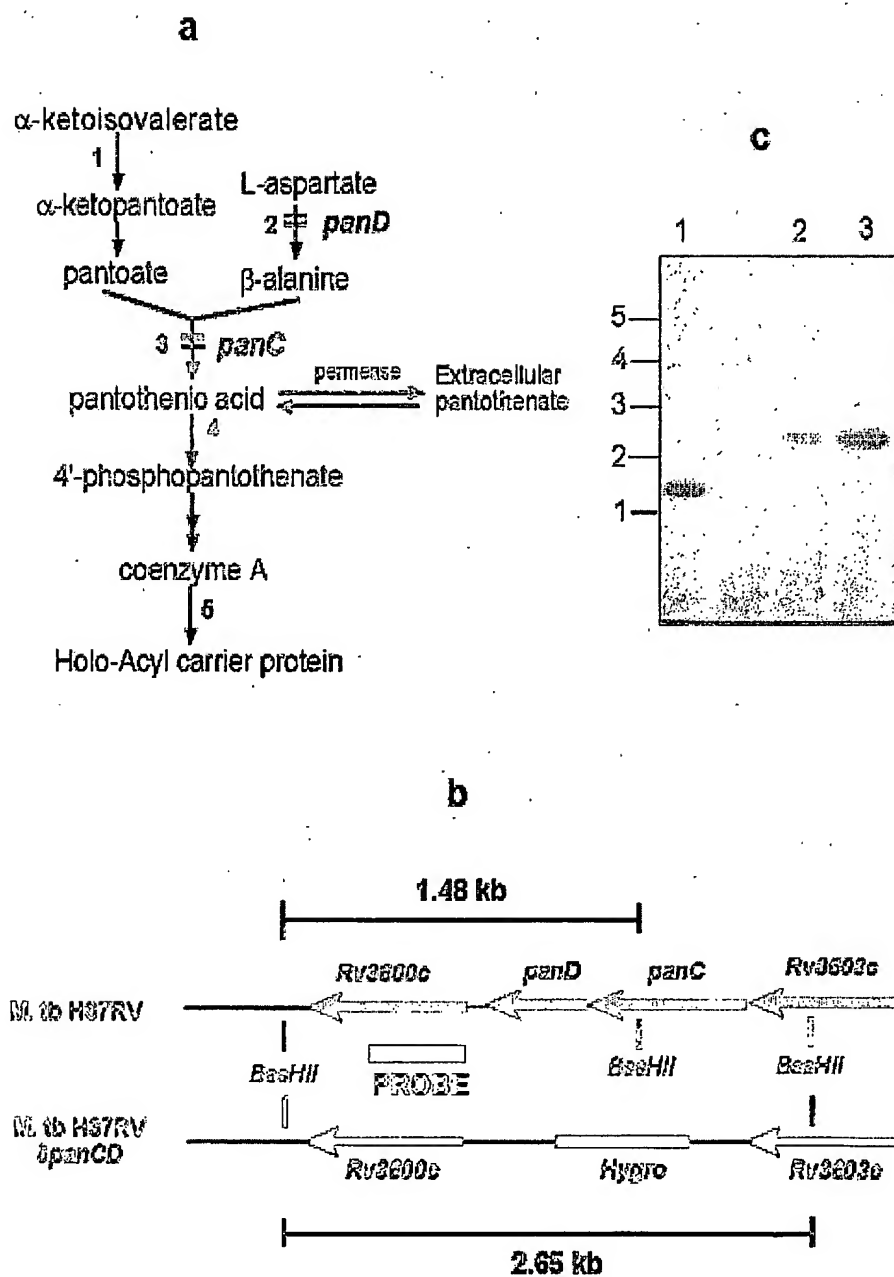 a
α-ketoisovalerate
1
α-ketopantoate
L-aspartate
2 panD
pantoate
β-alanine
3 panC
pantothenic acid
permease
Extracellular
pantothenate
4
4'-phosphopantothenate
coenzyme A
5
Holo-Acyl carrier protein
c
1 2 3
5
4
3
2
1
b
1.48 kb
Rv3600c panD panC Rv3603c
M. tb H37RV
BssHII PROBE BssHII BssHII
M. tb H37RV
δpanCD
Rv3600c Hygro Rv3603c
2.65 kb